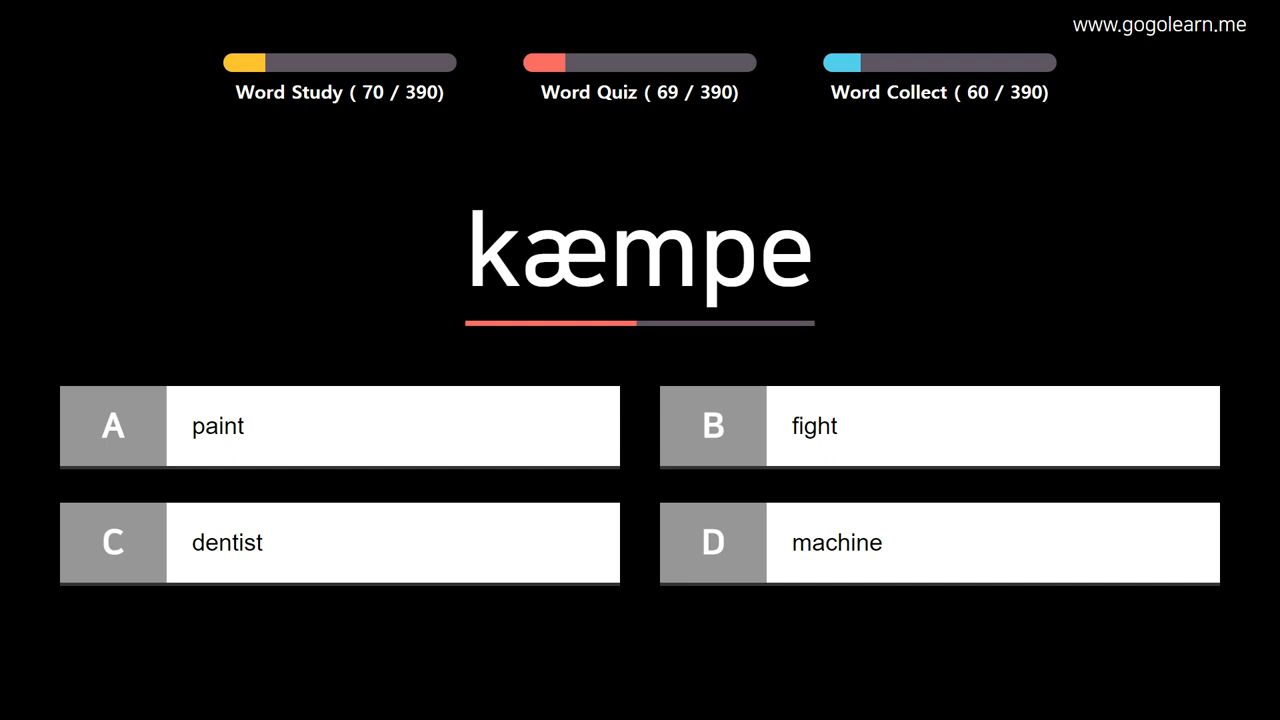 www.gogolearn.me
Word Study ( 70 / 390)
Word Quiz ( 69 / 390)
Word Collect ( 60 / 390)
kæmpe
A paint
B fight
C dentist
D machine